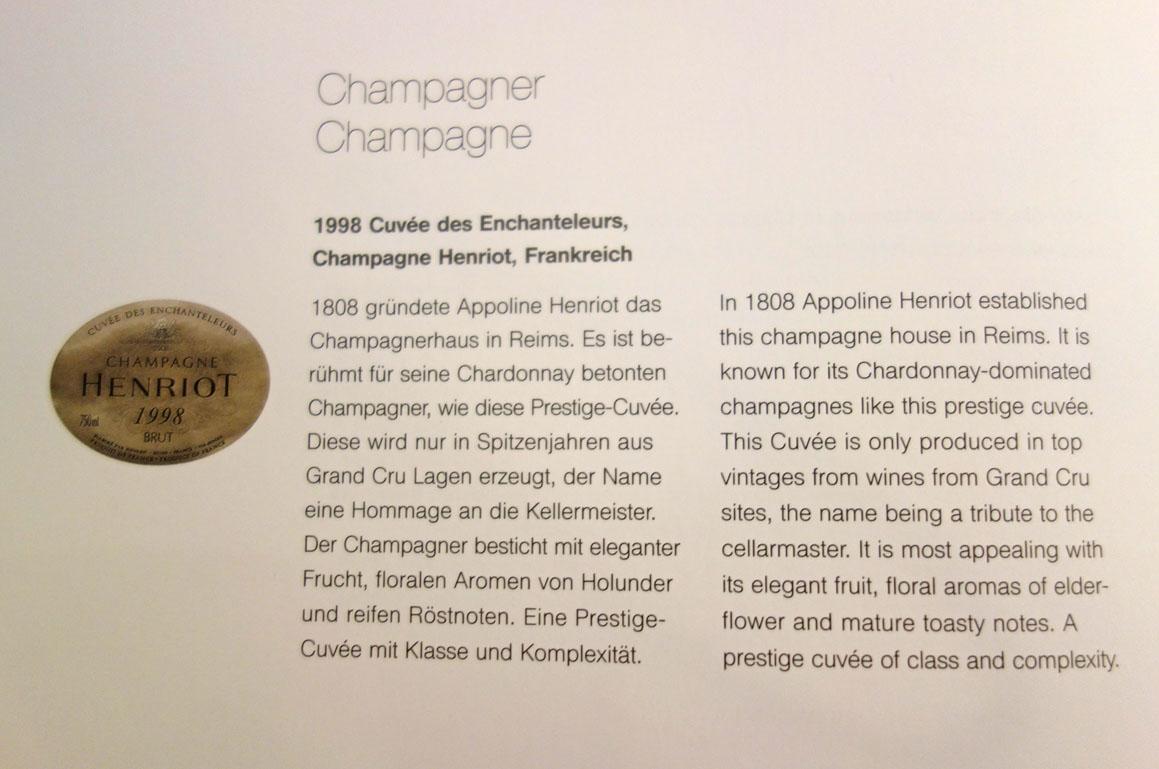 Champagner
Champagne
1998 Cuvée des Enchanteleurs,
Champagne Henriot, Frankreich
CUVÉE DES ENCHANTELEURS
CHAMPAGNE
HENRIOT
750ml
1998
BRUT
1808 gründete Appoline Henriot das
Champagnerhaus in Reims. Es ist be-
rühmt für seine Chardonnay betonten
Champagner, wie diese Prestige-Cuvée.
Diese wird nur in Spitzenjahren aus
Grand Cru Lagen erzeugt, der Name
eine Hommage an die Kellermeister.
Der Champagner besticht mit eleganter
Frucht, floralen Aromen von Holunder
und reifen Röstnoten. Eine Prestige-
Cuvée mit Klasse und Komplexität.
In 1808 Appoline Henriot established
this champagne house in Reims. It is
known for its Chardonnay-dominated
champagnes like this prestige cuvée.
This Cuvée is only produced in top
vintages from wines from Grand Cru
sites, the name being a tribute to the
cellarmaster. It is most appealing with
its elegant fruit, floral aromas of elder-
flower and mature toasty notes. A
prestige cuvée of class and complexity.